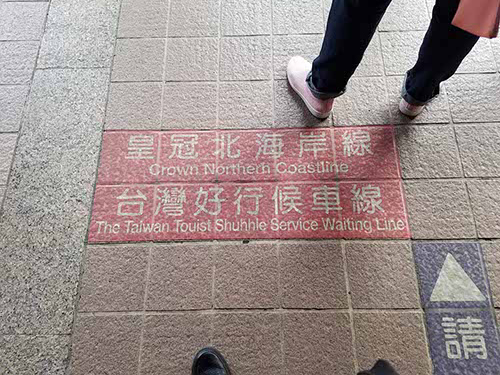 皇冠北海岸線
Crown Northern Coastline
台灣好行候車線
The Taiwan Touist Shuhhle Service Waiting Line
請